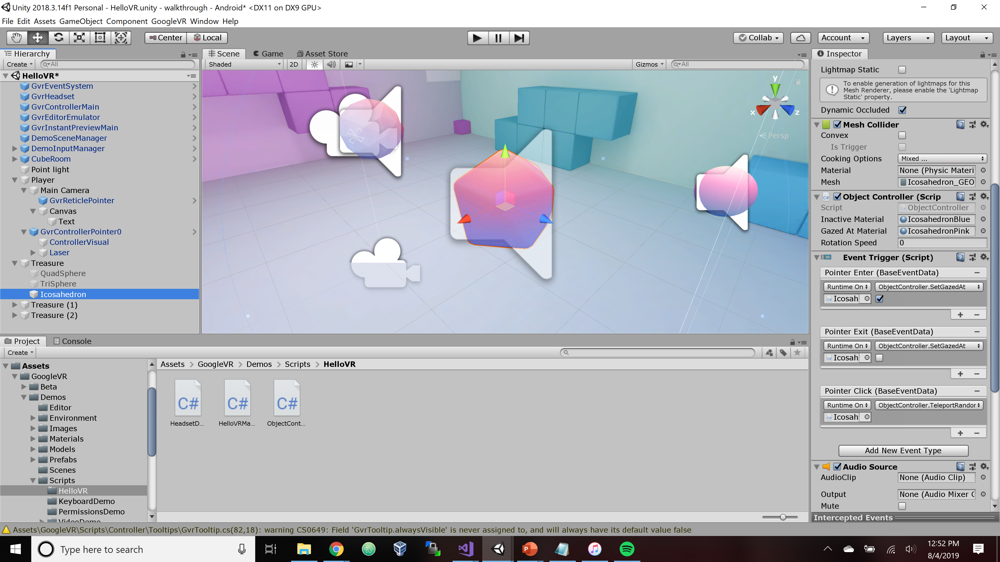 Unity 2018.3.14f1 Personal - HelloVR.unity - walkthrough - Android* <DX11 on DX9 GPU>
File Edit Assets GameObject Component GoogleVR Window Help
Center Local Collab Account Layers Layout
Hierarchy
Create All
HelloVR*
GvrEventSystem
GvrHeadset
GvrControllerMain
GvrEditorEmulator
GvrInstantPreviewMain
DemoSceneManager
DemoInputManager
CubeRoom
Point light
Player
Main Camera
GvrReticlePointer
Canvas
Text
GvrControllerPointer0
ControllerVisual
Laser
Treasure
QuadSphere
TriSphere
Icosahedron
Treasure (1)
Treasure (2)
Scene Game Asset Store
Shaded 2D Gizmos All
y
x z
Persp
Inspector
Lightmap Static
To enable generation of lightmaps for this
Mesh Renderer, please enable the 'Lightmap
Static' property.
Dynamic Occluded
Mesh Collider
Convex
Is Trigger
Cooking Options Mixed ...
Material None (Physic Materi
Mesh Icosahedron_GEO
C# Object Controller (Scrip
Script ObjectController
Inactive Material IcosahedronBlue
Gazed At Material IcosahedronPink
Rotation Speed 0
Event Trigger (Script)
Pointer Enter (BaseEventData)
Runtime On ObjectController.SetGazedAt
Icosah
Pointer Exit (BaseEventData)
Runtime On ObjectController.SetGazedAt
Icosah
Pointer Click (BaseEventData)
Runtime On ObjectController.TeleportRandor
Icosah
Add New Event Type
Audio Source
AudioClip None (Audio Clip)
Output None (Audio Mixer G
Mute
Intercepted Events
Project Console
Create
Assets
GoogleVR
Beta
Demos
Editor
Environment
Images
Materials
Models
Prefabs
Scenes
Scripts
HelloVR
KeyboardDemo
PermissionsDemo
VideoDemo
Assets > GoogleVR > Demos > Scripts > HelloVR
C# C# C#
HeadsetD... HelloVRMa... ObjectCont...
Assets\GoogleVR\Scripts\Controller\Tooltips\GvrTooltip.cs(82,18): warning CS0649: Field 'GvrTooltip.alwaysVisible' is never assigned to, and will always have its default value false
Type here to search
12:52 PM
8/4/2019